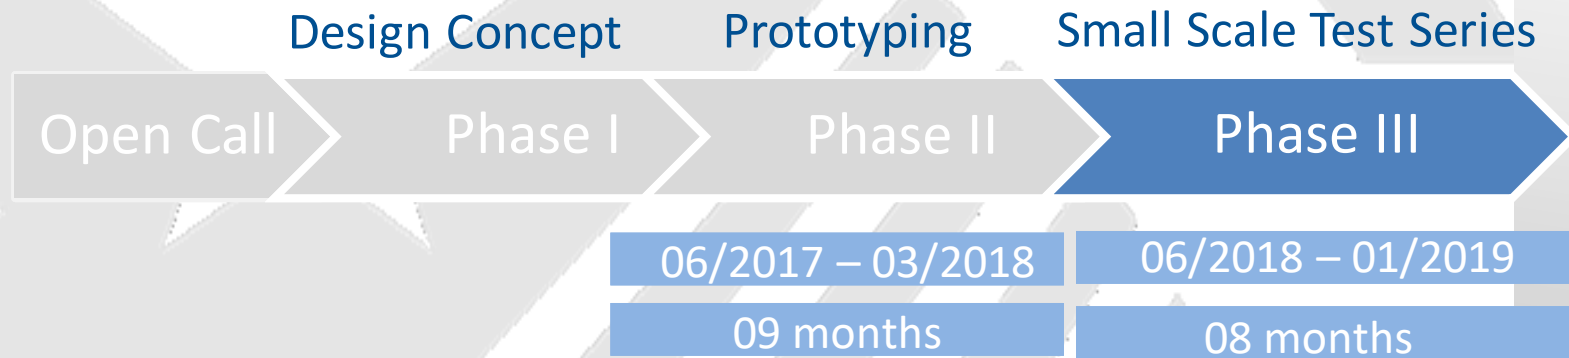 Design Concept
Prototyping
Small Scale Test Series
Open Call
Phase I
Phase II
Phase III
06/2017 – 03/2018
06/2018 – 01/2019
09 months
08 months